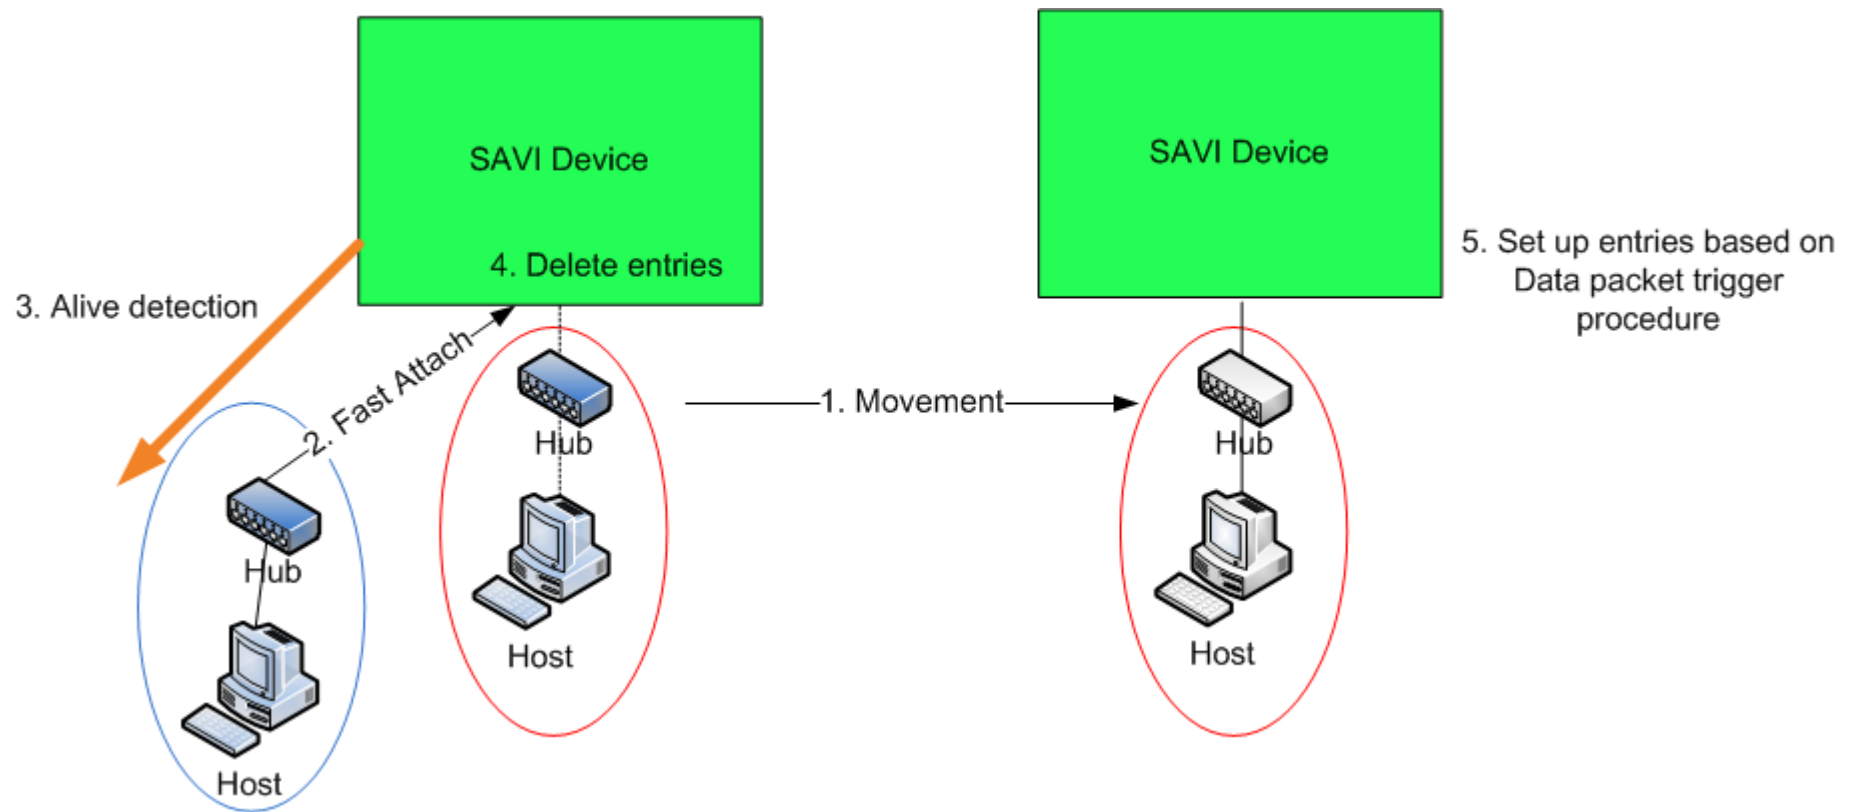 SAVI Device
4. Delete entries
3. Alive detection
2. Fast Attach
Hub
Host
Hub
Host
1. Movement
SAVI Device
5. Set up entries based on
Data packet trigger
procedure
Hub
Host